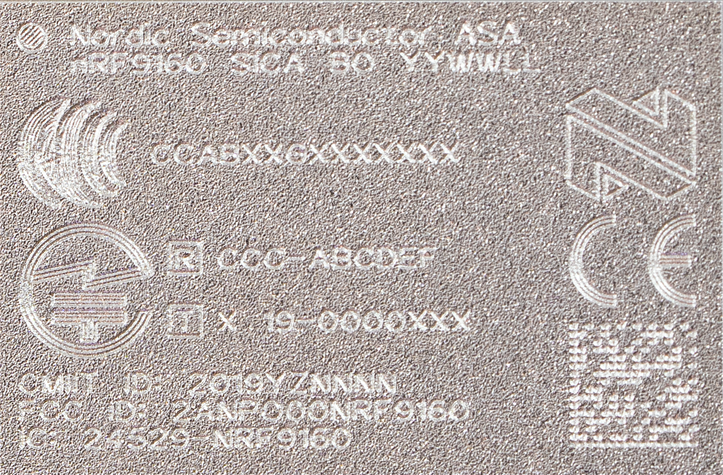 Nordic Semiconductor ASA
nRF9160 SICA B0 YYWWLL
CCABXXGXXXXXXX
R CCC-ABCDEF
T X 19-0000XXX
CMIIT ID: 2019YZNNNN
FCC ID: 2ANPO00NRF9160
IC: 24529-NRF9160